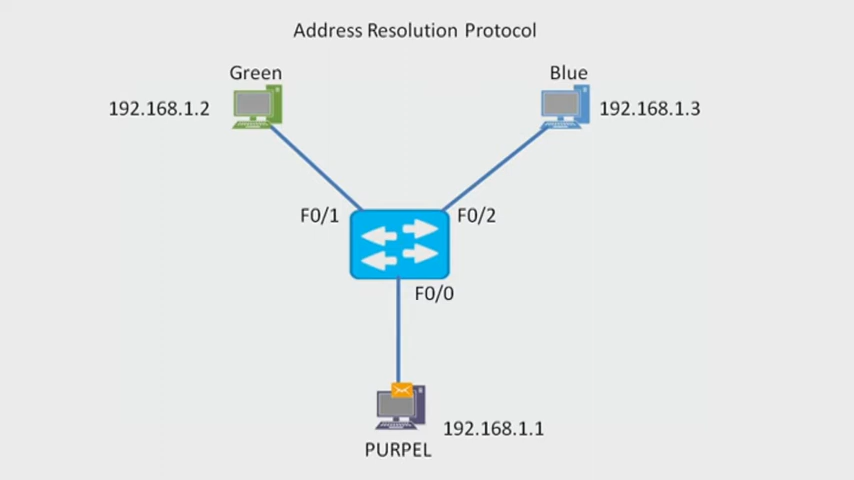 Address Resolution Protocol
Green
Blue
192.168.1.2
192.168.1.3
F0/1
F0/2
F0/0
192.168.1.1
PURPEL